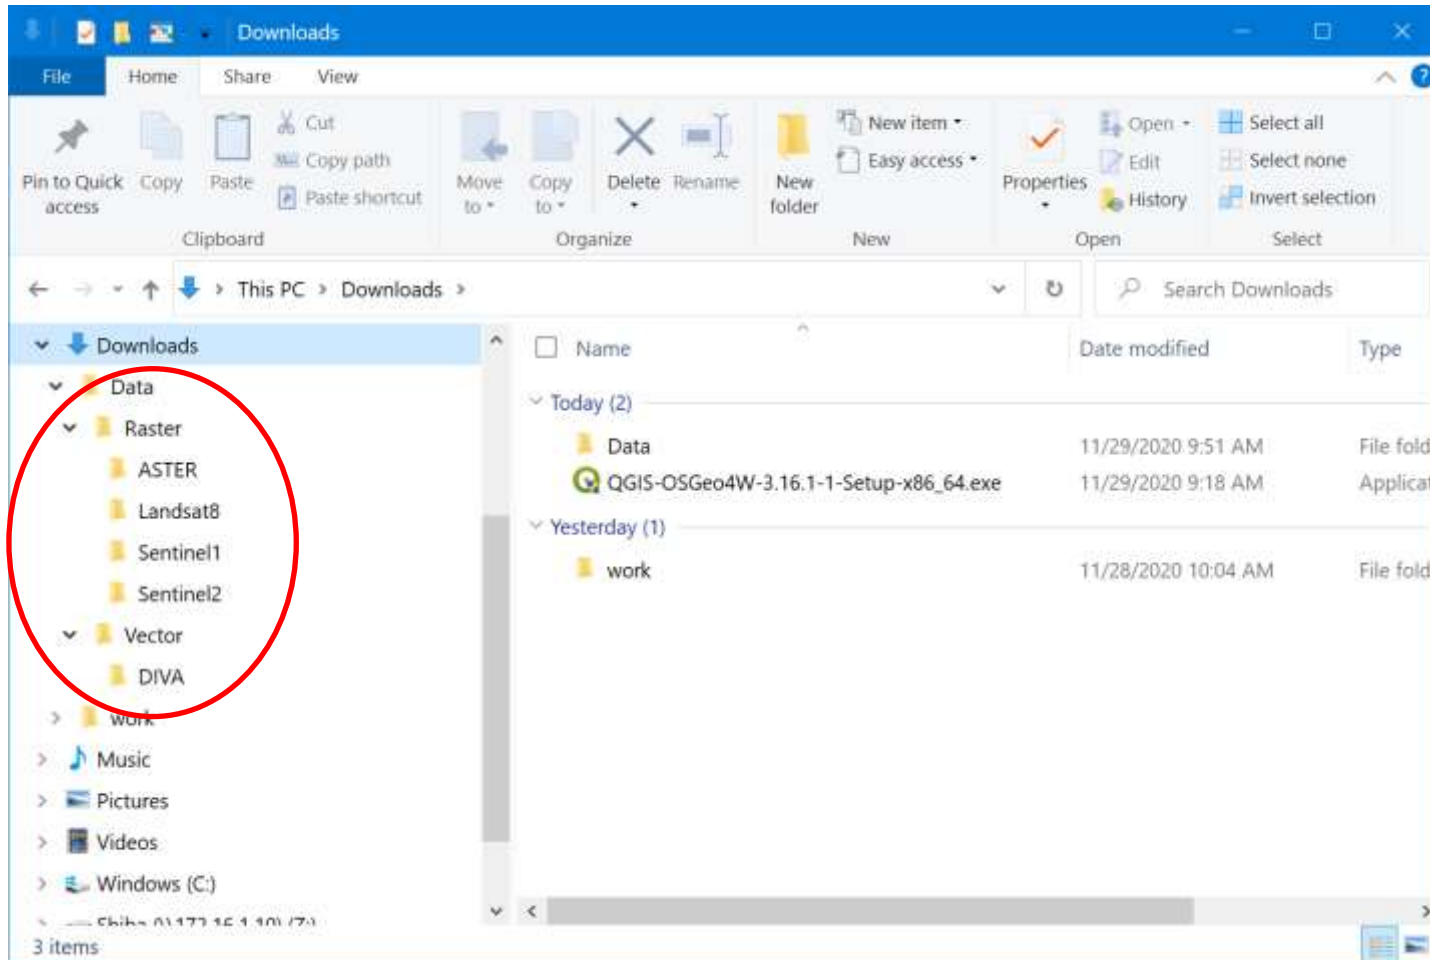 Downloads
File Home Share View
Pin to Quick access
Copy
Paste
Cut
Copy path
Paste shortcut
Clipboard
Move to
Copy to
Delete
Rename
Organize
New folder
New item
Easy access
New
Properties
Open
Edit
History
Open
Select all
Select none
Invert selection
Select
This PC > Downloads >
Search Downloads
Downloads
Data
Raster
ASTER
Landsat8
Sentinel1
Sentinel2
Vector
DIVA
work
Music
Pictures
Videos
Windows (C:)
Name Date modified Type
Today (2)
Data 11/29/2020 9:51 AM File fold
QGIS-OSGeo4W-3.16.1-1-Setup-x86_64.exe 11/29/2020 9:18 AM Applicat
Yesterday (1)
work 11/28/2020 10:04 AM File fold
3 items